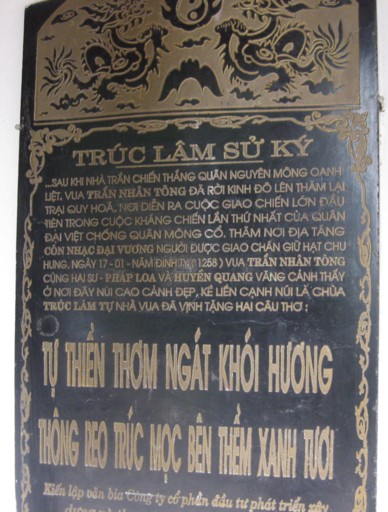 TRÚC LÂM SỬ KÝ
...SAU KHI NHÀ TRẦN CHIẾN THẮNG QUÂN NGUYÊN MÔNG OANH
LIỆT, VUA TRẦN NHÂN TÔNG ĐÃ RỜI KINH ĐÔ LÊN THĂM LẠI
TRẠI QUY HOÁ, NƠI DIỄN RA CUỘC GIAO CHIẾN LỚN ĐẦU
TIÊN TRONG CUỘC KHÁNG CHIẾN LẦN THỨ NHẤT CỦA QUÂN
ĐẠI VIỆT CHỐNG QUÂN MÔNG CỔ. THĂM NƠI ĐỊA TÁNG
CÔN NHẠC ĐẠI VƯƠNG NGƯỜI ĐƯỢC GIAO CHẤN GIỮ HẠT CHU
HƯNG, NGÀY 17 - 01 - NĂM ĐINH TỴ ( 1258 ) VUA TRẦN NHÂN TÔNG
CÙNG HAI SƯ - PHÁP LOA VÀ HUYỀN QUANG VÃNG CẢNH THẤY
Ở NƠI ĐÂY NÚI CAO CẢNH ĐẸP, KỀ LIỀN CẠNH NÚI LÀ CHÙA
TRÚC LÂM TỰ NHÀ VUA ĐÃ VỊNH TẶNG HAI CÂU THƠ :
TỰ THIỀN THƠM NGÁT KHÓI HƯƠNG
THÔNG REO TRÚC MỌC BÊN THỀM XANH TƯƠI
Kiến lập văn bia Công ty cổ phần đầu tư phát triển xây